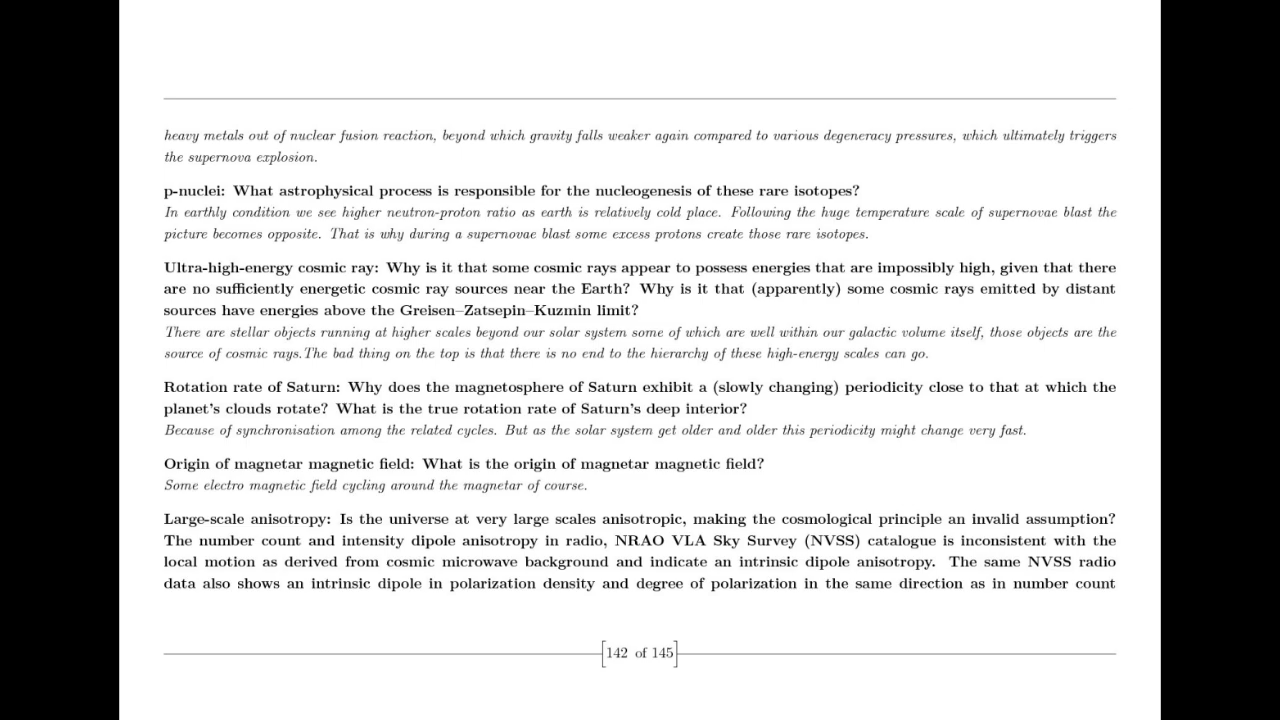 heavy metals out of nuclear fusion reaction, beyond which gravity falls weaker again compared to various degeneracy pressures, which ultimately triggers
the supernova explosion.
p-nuclei: What astrophysical process is responsible for the nucleogenesis of these rare isotopes?
In earthly condition we see higher neutron-proton ratio as earth is relatively cold place. Following the huge temperature scale of supernovae blast the
picture becomes opposite. That is why during a supernovae blast some excess protons create those rare isotopes.
Ultra-high-energy cosmic ray: Why is it that some cosmic rays appear to possess energies that are impossibly high, given that there
are no sufficiently energetic cosmic ray sources near the Earth? Why is it that (apparently) some cosmic rays emitted by distant
sources have energies above the Greisen–Zatsepin–Kuzmin limit?
There are stellar objects running at higher scales beyond our solar system some of which are well within our galactic volume itself, those objects are the
source of cosmic rays.The bad thing on the top is that there is no end to the hierarchy of these high-energy scales can go.
Rotation rate of Saturn: Why does the magnetosphere of Saturn exhibit a (slowly changing) periodicity close to that at which the
planet's clouds rotate? What is the true rotation rate of Saturn's deep interior?
Because of synchronisation among the related cycles. But as the solar system get older and older this periodicity might change very fast.
Origin of magnetar magnetic field: What is the origin of magnetar magnetic field?
Some electro magnetic field cycling around the magnetar of course.
Large-scale anisotropy: Is the universe at very large scales anisotropic, making the cosmological principle an invalid assumption?
The number count and intensity dipole anisotropy in radio, NRAO VLA Sky Survey (NVSS) catalogue is inconsistent with the
local motion as derived from cosmic microwave background and indicate an intrinsic dipole anisotropy. The same NVSS radio
data also shows an intrinsic dipole in polarization density and degree of polarization in the same direction as in number count
[142 of 145]